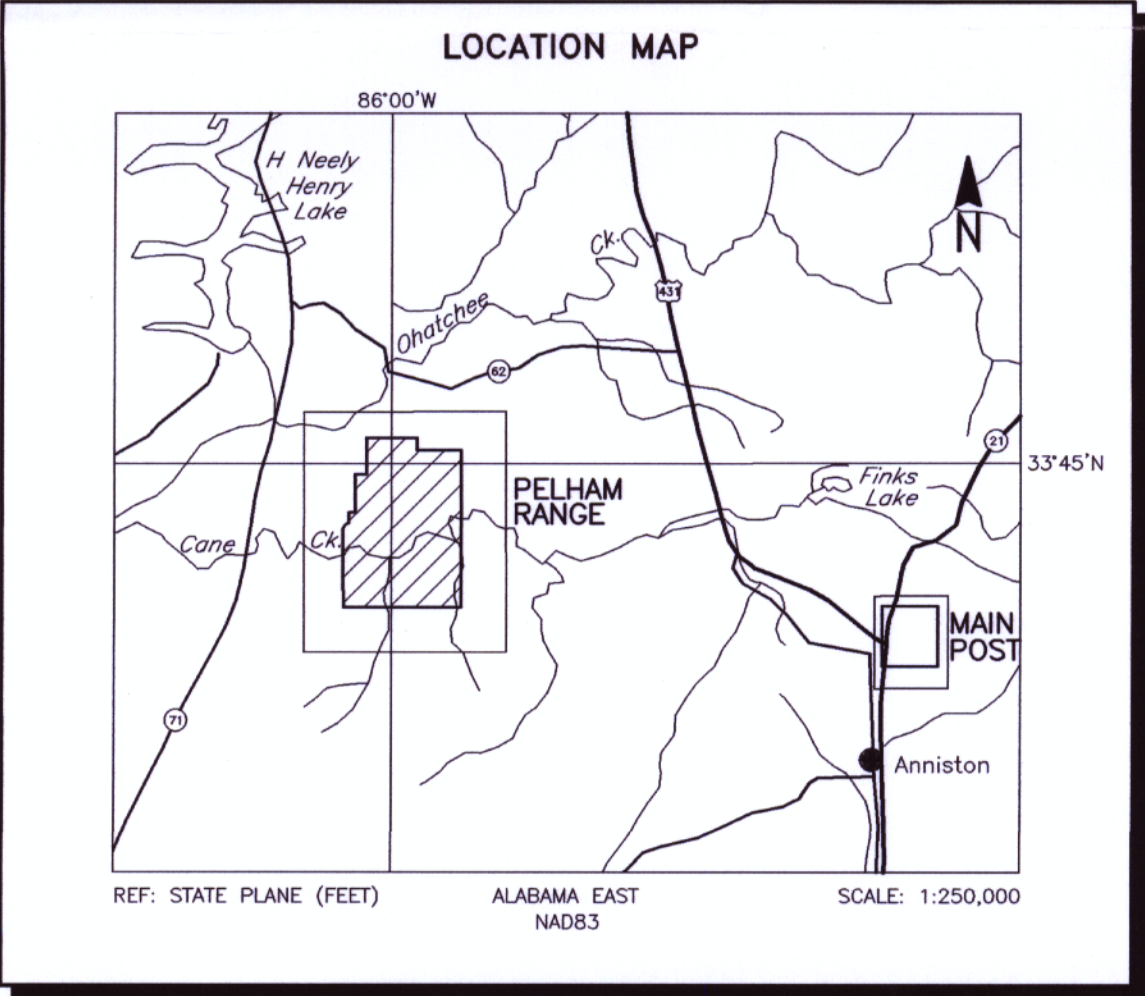 LOCATION MAP
86°00'W
H Neely
Henry
Lake
N
Ck.
431
Ohatchee
62
21
33°45'N
Finks
Lake
PELHAM
RANGE
Cane
Ck.
MAIN
POST
71
Anniston
REF: STATE PLANE (FEET)
ALABAMA EAST
NAD83
SCALE: 1:250,000